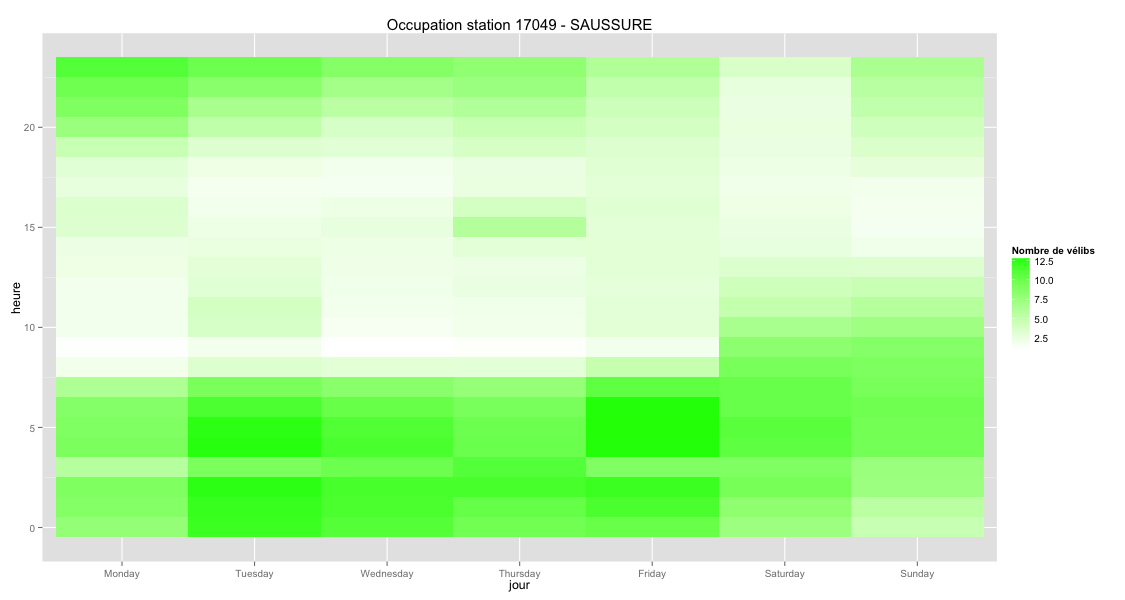 Occupation station 17049 - SAUSSURE
heure
20
15
10
5
0
Monday Tuesday Wednesday Thursday Friday Saturday Sunday
jour
Nombre de vélibs
12.5
10.0
7.5
5.0
2.5